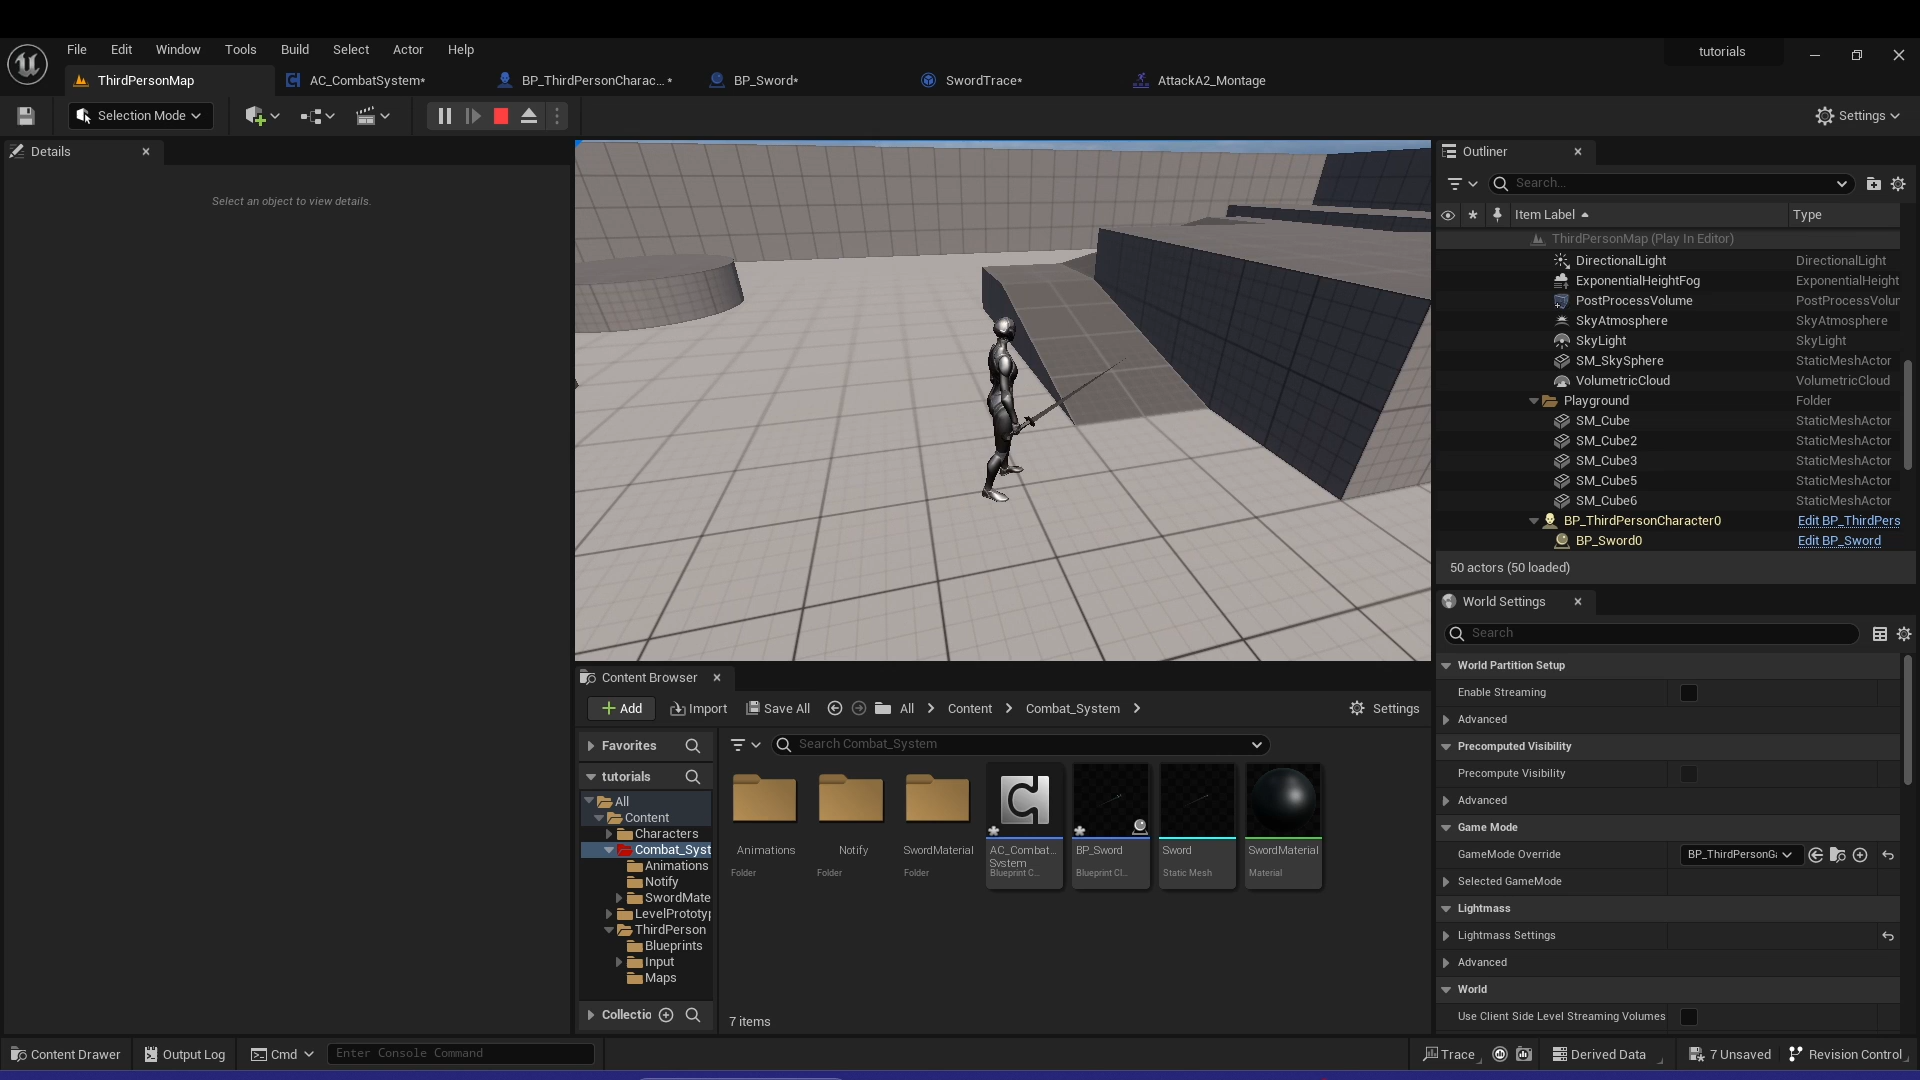 File Edit Window Tools Build Select Actor Help
tutorials
ThirdPersonMap AC_CombatSystem* BP_ThirdPersonCharac...* BP_Sword* SwordTrace* AttackA2_Montage
Selection Mode Settings
Details
Select an object to view details.
Outliner
Search...
Item Label Type
ThirdPersonMap (Play In Editor)
DirectionalLight DirectionalLight
ExponentialHeightFog ExponentialHeight
PostProcessVolume PostProcessVolur
SkyAtmosphere SkyAtmosphere
SkyLight SkyLight
SM_SkySphere StaticMeshActor
VolumetricCloud VolumetricCloud
Playground Folder
SM_Cube StaticMeshActor
SM_Cube2 StaticMeshActor
SM_Cube3 StaticMeshActor
SM_Cube5 StaticMeshActor
SM_Cube6 StaticMeshActor
BP_ThirdPersonCharacter0 Edit BP_ThirdPers
BP_Sword0 Edit BP_Sword
50 actors (50 loaded)
World Settings
Search
World Partition Setup
Enable Streaming
Advanced
Precomputed Visibility
Precompute Visibility
Advanced
Game Mode
GameMode Override BP_ThirdPersonGa
Selected GameMode
Lightmass
Lightmass Settings
Advanced
World
Use Client Side Level Streaming Volumes
Content Browser
Add Import Save All All Content Combat_System Settings
Favorites
Search Combat_System
tutorials
All
Content
Characters
Combat_Syst
Animations
Notify
SwordMate
LevelPrototyp
ThirdPerson
Blueprints
Input
Maps
Collectio
Animations
Folder
Notify
Folder
SwordMaterial
Folder
AC_Combat...
System
Blueprint C...
BP_Sword
Blueprint Cl...
Sword
Static Mesh
SwordMaterial
Material
7 items
Content Drawer Output Log Cmd Enter Console Command Trace Derived Data 7 Unsaved Revision Control